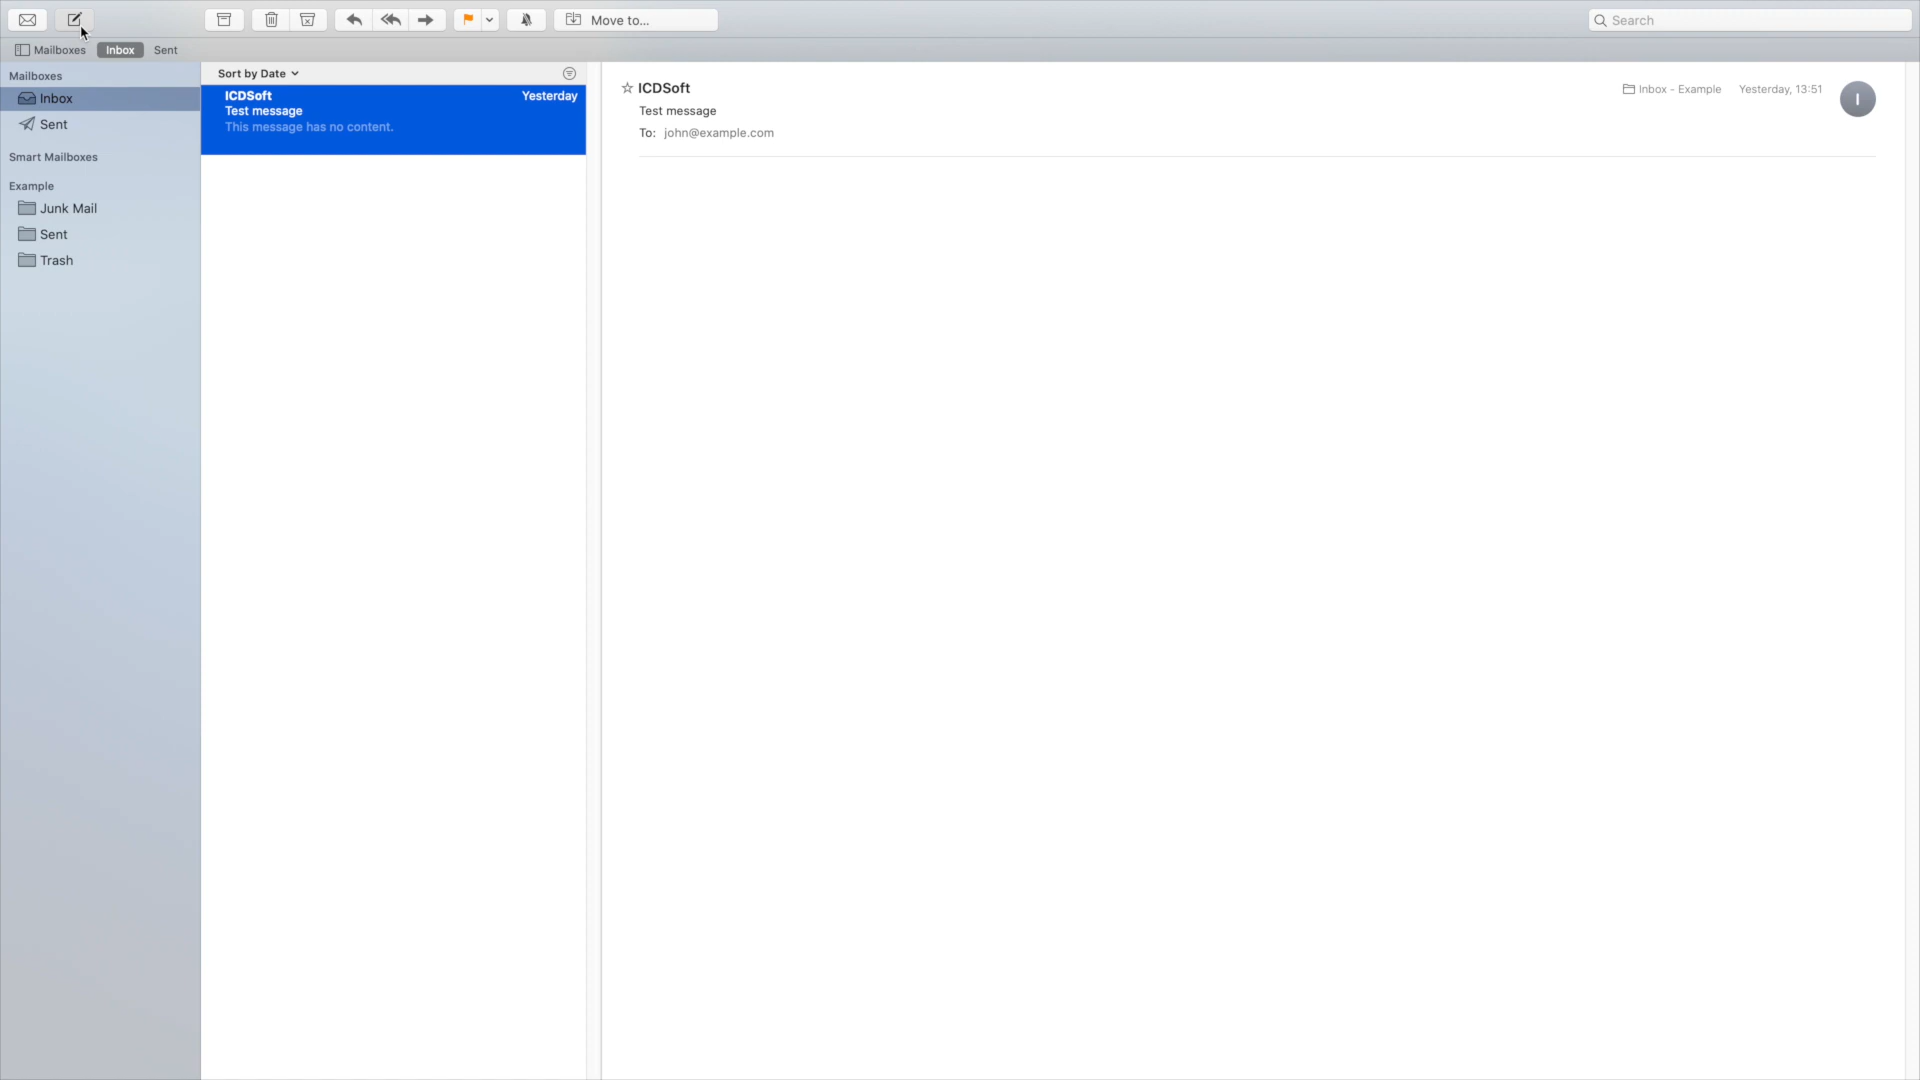 Move to...
Search
Mailboxes Inbox Sent
Mailboxes
Inbox
Sent
Smart Mailboxes
Example
Junk Mail
Sent
Trash
Sort by Date
ICDSoft Yesterday
Test message
This message has no content.
ICDSoft Inbox - Example Yesterday, 13:51
I
Test message
To: john@example.com